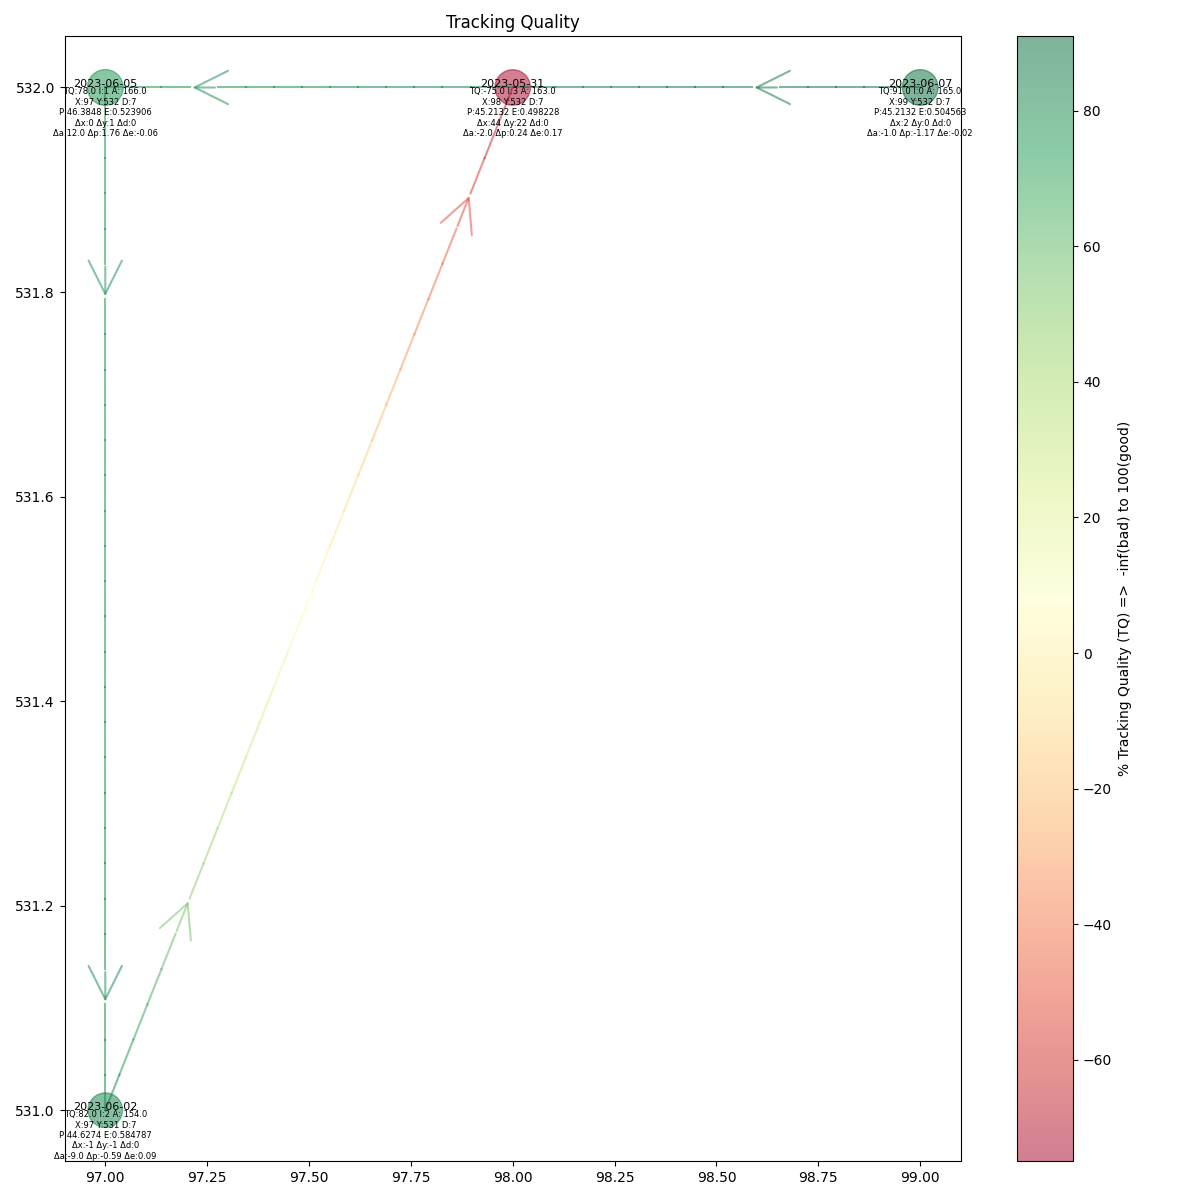 Tracking Quality
2023-06-05
TQ:78.0 I:1 A: 166.0
X:97 Y:532 D:7
P:46.3848 E:0.523906
Δx:0 Δy:1 Δd:0
Δa:12.0 Δp:1.76 Δe:-0.06
2023-05-31
TQ:-75.0 I:3 A: 163.0
X:98 Y:532 D:7
P:45.2132 E:0.498228
Δx:44 Δy:22 Δd:0
Δa:-2.0 Δp:0.24 Δe:0.17
2023-06-07
TQ:91.0 I:0 A: 165.0
X:99 Y:532 D:7
P:45.2132 E:0.504563
Δx:2 Δy:0 Δd:0
Δa:-1.0 Δp:-1.17 Δe:-0.02
2023-06-02
TQ:82.0 I:2 A: 154.0
X:97 Y:531 D:7
P:44.6274 E:0.584787
Δx:-1 Δy:-1 Δd:0
Δa:-9.0 Δp:-0.59 Δe:0.09
532.0
531.8
531.6
531.4
531.2
531.0
97.00
97.25
97.50
97.75
98.00
98.25
98.50
98.75
99.00
80
60
40
20
0
−20
−40
−60
% Tracking Quality (TQ) => -inf(bad) to 100(good)